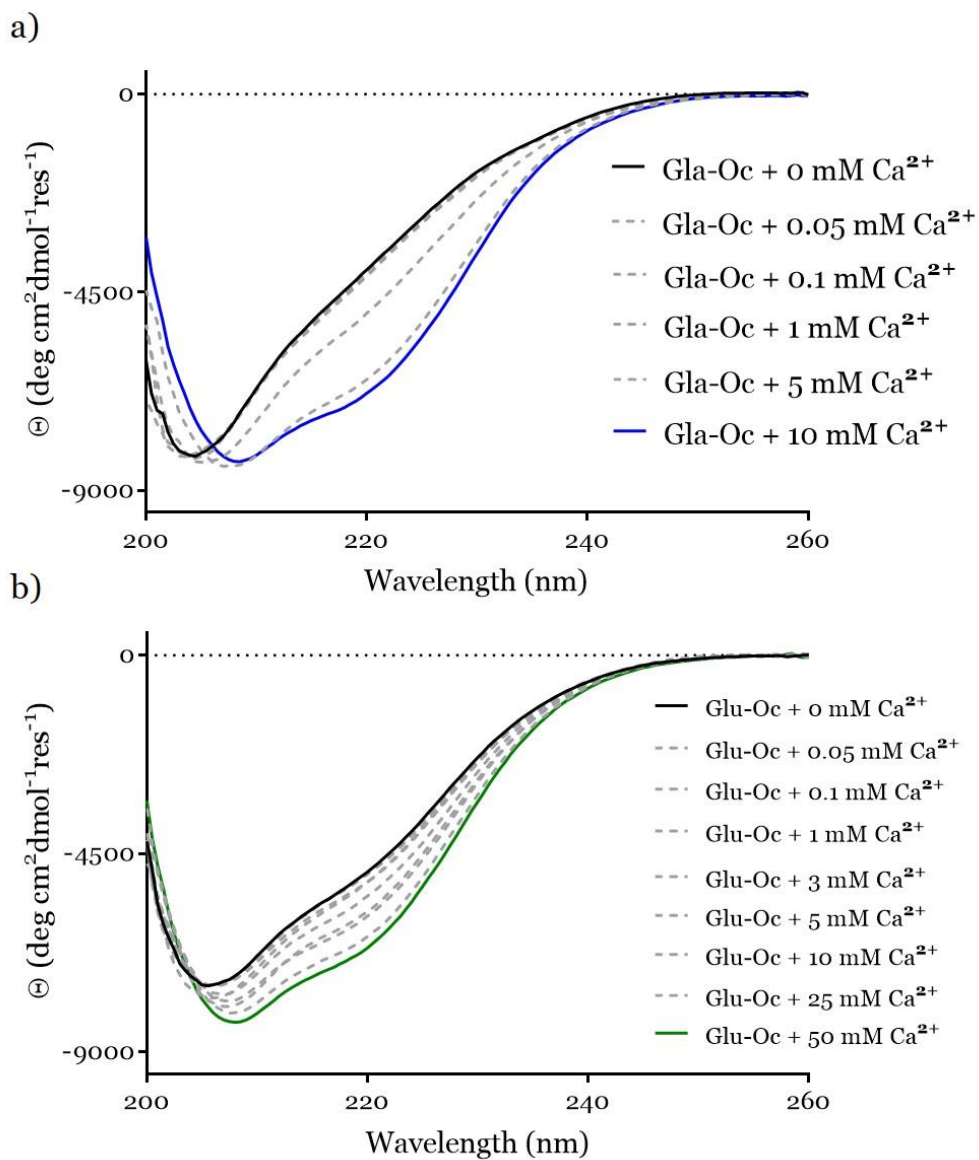 a)
0
-4500
-9000
Θ (deg cm²dmol⁻¹res⁻¹)
Gla-Oc + 0 mM Ca²⁺
Gla-Oc + 0.05 mM Ca²⁺
Gla-Oc + 0.1 mM Ca²⁺
Gla-Oc + 1 mM Ca²⁺
Gla-Oc + 5 mM Ca²⁺
Gla-Oc + 10 mM Ca²⁺
200 220 240 260
Wavelength (nm)
b)
0
-4500
-9000
Θ (deg cm²dmol⁻¹res⁻¹)
Glu-Oc + 0 mM Ca²⁺
Glu-Oc + 0.05 mM Ca²⁺
Glu-Oc + 0.1 mM Ca²⁺
Glu-Oc + 1 mM Ca²⁺
Glu-Oc + 3 mM Ca²⁺
Glu-Oc + 5 mM Ca²⁺
Glu-Oc + 10 mM Ca²⁺
Glu-Oc + 25 mM Ca²⁺
Glu-Oc + 50 mM Ca²⁺
200 220 240 260
Wavelength (nm)